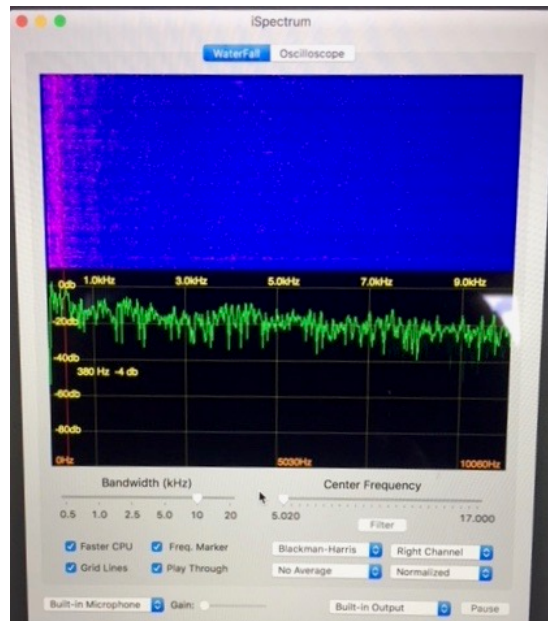 iSpectrum
WaterFall Oscilloscope
0db 1.0kHz 3.0kHz 5.0kHz 7.0kHz 9.0kHz
-20db
-40db
380 Hz -4 db
-60db
-80db
0Hz 5030Hz 10060Hz
Bandwidth (kHz) Center Frequency
0.5 1.0 2.5 5.0 10 20 5.020 17.000
Filter
Faster CPU Freq. Marker Blackman-Harris Right Channel
Grid Lines Play Through No Average Normalized
Built-in Microphone Gain: Built-in Output Pause